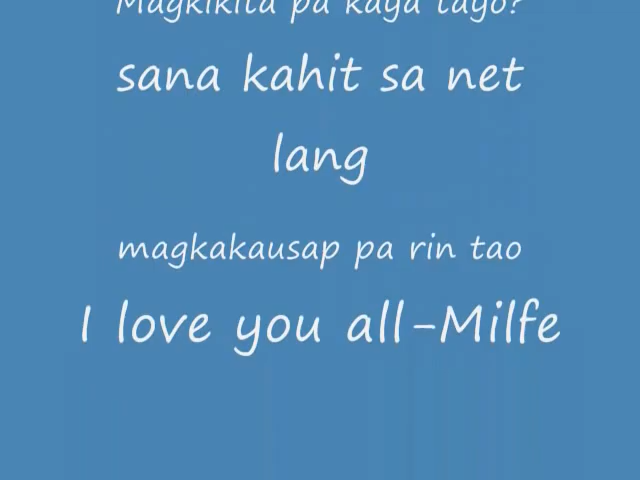 Magkikita pa kaya tayo?
sana kahit sa net
lang
magkakausap pa rin tao
I love you all-Milfe